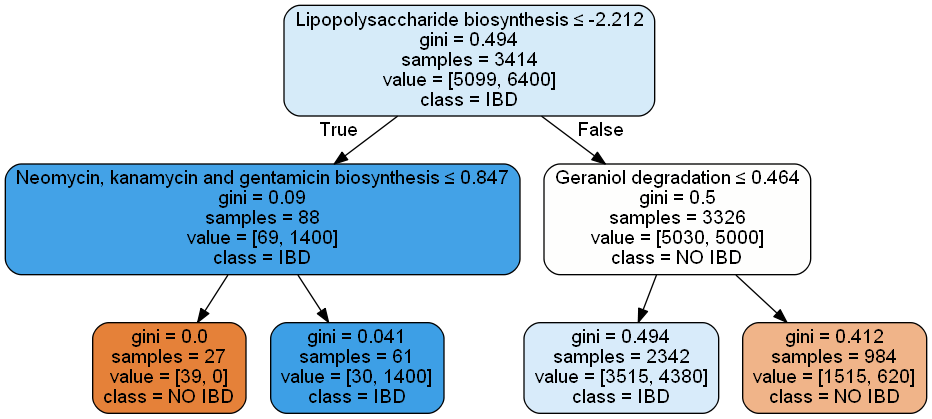 Lipopolysaccharide biosynthesis ≤ -2.212
gini = 0.494
samples = 3414
value = [5099, 6400]
class = IBD
True
False
Neomycin, kanamycin and gentamicin biosynthesis ≤ 0.847
gini = 0.09
samples = 88
value = [69, 1400]
class = IBD
Geraniol degradation ≤ 0.464
gini = 0.5
samples = 3326
value = [5030, 5000]
class = NO IBD
gini = 0.0
samples = 27
value = [39, 0]
class = NO IBD
gini = 0.041
samples = 61
value = [30, 1400]
class = IBD
gini = 0.494
samples = 2342
value = [3515, 4380]
class = IBD
gini = 0.412
samples = 984
value = [1515, 620]
class = NO IBD